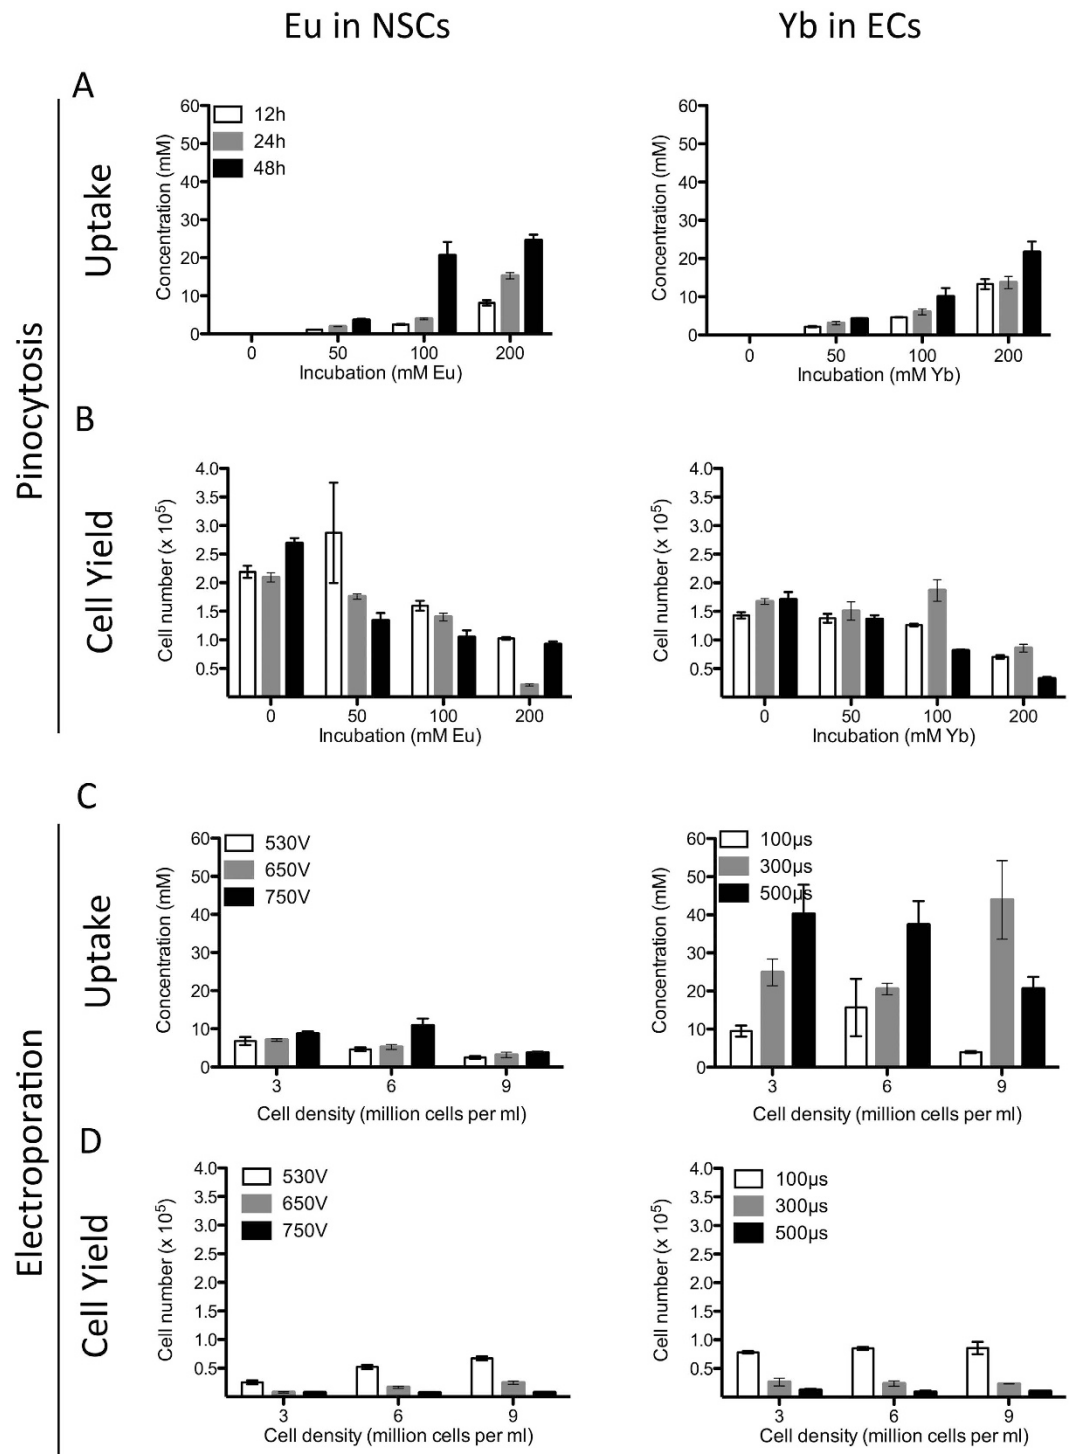 Eu in NSCs
Yb in ECs
A
Pinocytosis
Uptake
Concentration (mM)
60
50
40
30
20
10
0
12h
24h
48h
0 50 100 200
Incubation (mM Eu)
Concentration (mM)
60
50
40
30
20
10
0
0 50 100 200
Incubation (mM Yb)
B
Cell Yield
Cell number (x 10⁵)
4.0
3.5
3.0
2.5
2.0
1.5
1.0
0.5
0 50 100 200
Incubation (mM Eu)
Cell number (x 10⁵)
4.0
3.5
3.0
2.5
2.0
1.5
1.0
0.5
0 50 100 200
Incubation (mM Yb)
C
Electroporation
Uptake
Concentration (mM)
60
50
40
30
20
10
0
530V
650V
750V
3 6 9
Cell density (million cells per ml)
Concentration (mM)
60
50
40
30
20
10
0
100µs
300µs
500µs
3 6 9
Cell density (million cells per ml)
D
Cell Yield
Cell number (x 10⁵)
4.0
3.5
3.0
2.5
2.0
1.5
1.0
0.5
530V
650V
750V
3 6 9
Cell density (million cells per ml)
Cell number (x 10⁵)
4.0
3.5
3.0
2.5
2.0
1.5
1.0
0.5
100µs
300µs
500µs
3 6 9
Cell density (million cells per ml)